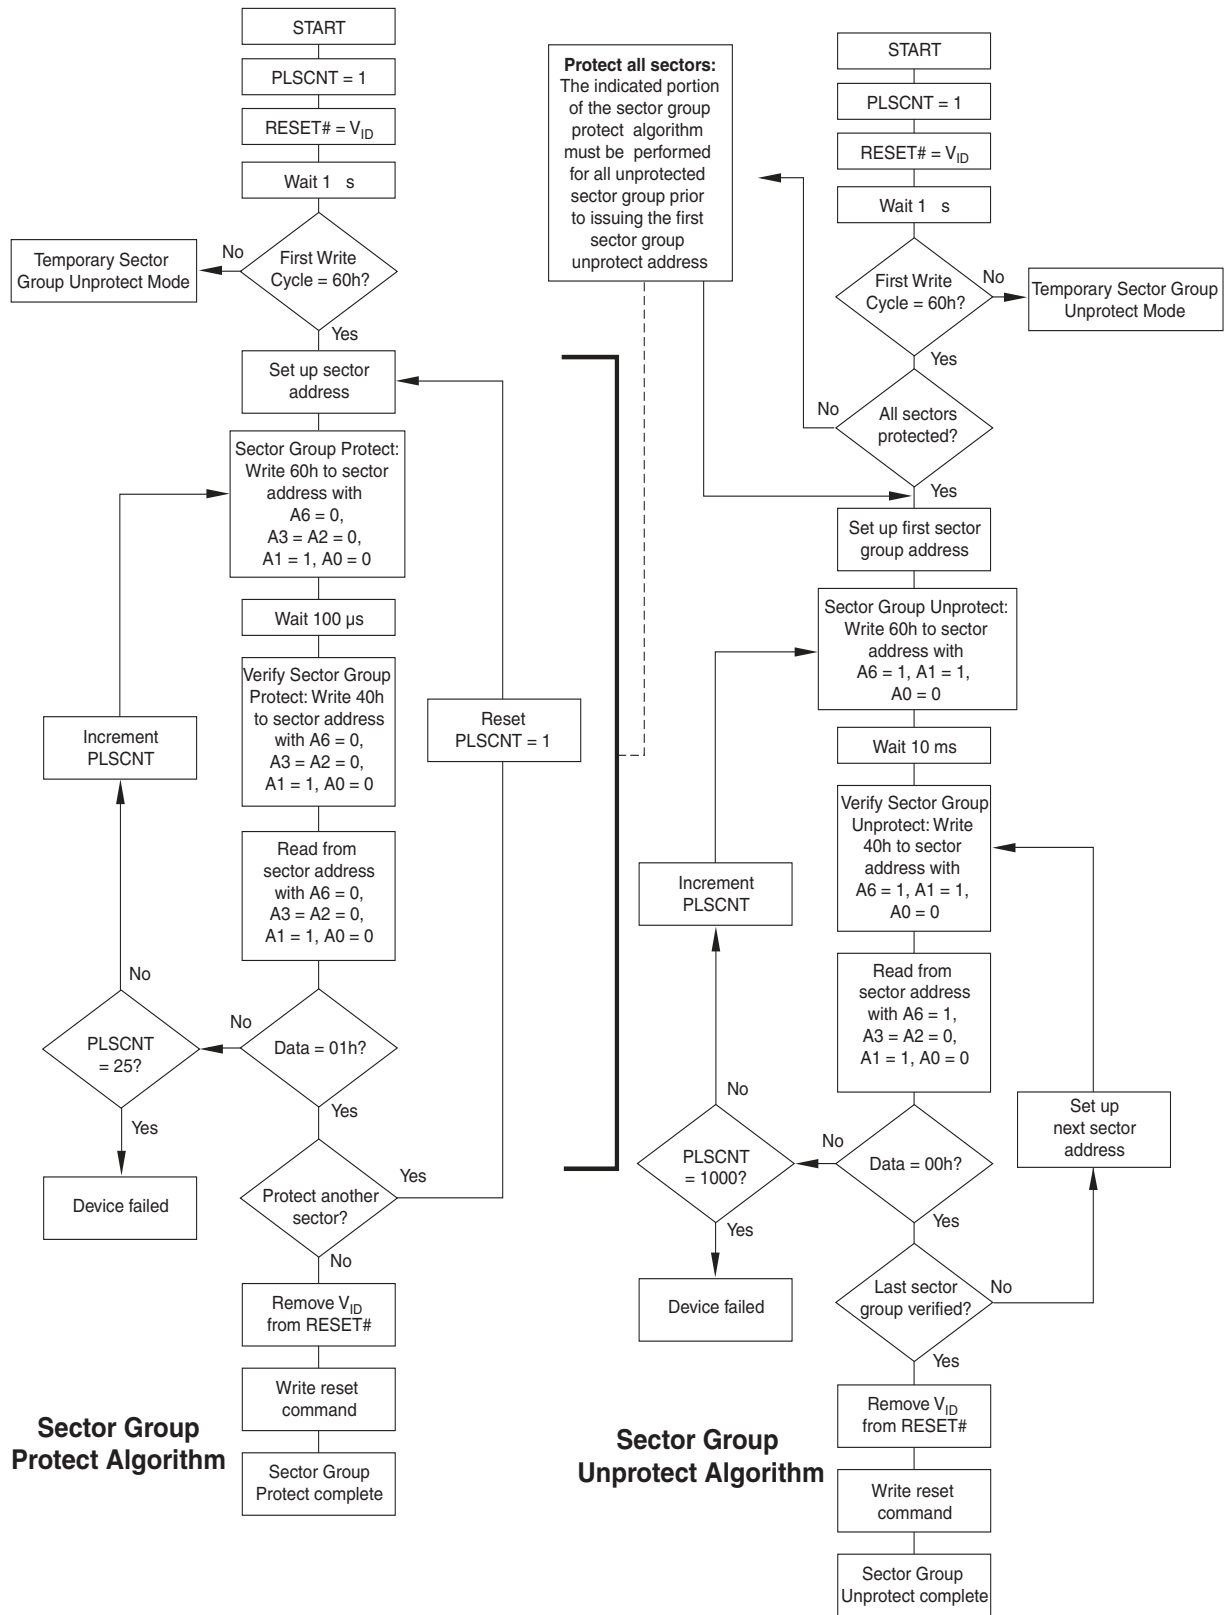 START
PLSCNT = 1
RESET# = VID
Wait 1 s
First Write
Cycle = 60h?
No
Temporary Sector
Group Unprotect Mode
Yes
Set up sector
address
Sector Group Protect:
Write 60h to sector
address with
A6 = 0,
A3 = A2 = 0,
A1 = 1, A0 = 0
Wait 100 µs
Verify Sector Group
Protect: Write 40h
to sector address
with A6 = 0,
A3 = A2 = 0,
A1 = 1, A0 = 0
Increment
PLSCNT
Reset
PLSCNT = 1
Read from
sector address
with A6 = 0,
A3 = A2 = 0,
A1 = 1, A0 = 0
No
No
PLSCNT
= 25?
Data = 01h?
Yes
Yes
Device failed
Protect another
sector?
Yes
No
Remove VID
from RESET#
Write reset
command
Sector Group
Protect complete
Sector Group
Protect Algorithm
Protect all sectors:
The indicated portion
of the sector group
protect algorithm
must be performed
for all unprotected
sector group prior
to issuing the first
sector group
unprotect address
START
PLSCNT = 1
RESET# = VID
Wait 1 s
First Write
Cycle = 60h?
No
Temporary Sector Group
Unprotect Mode
Yes
No
All sectors
protected?
Yes
Set up first sector
group address
Sector Group Unprotect:
Write 60h to sector
address with
A6 = 1, A1 = 1,
A0 = 0
Wait 10 ms
Verify Sector Group
Unprotect: Write
40h to sector
address with
A6 = 1, A1 = 1,
A0 = 0
Increment
PLSCNT
Read from
sector address
with A6 = 1,
A3 = A2 = 0,
A1 = 1, A0 = 0
No
No
PLSCNT
= 1000?
Data = 00h?
Set up
next sector
address
Yes
Yes
Device failed
Last sector
group verified?
No
Yes
Remove VID
from RESET#
Write reset
command
Sector Group
Unprotect complete
Sector Group
Unprotect Algorithm